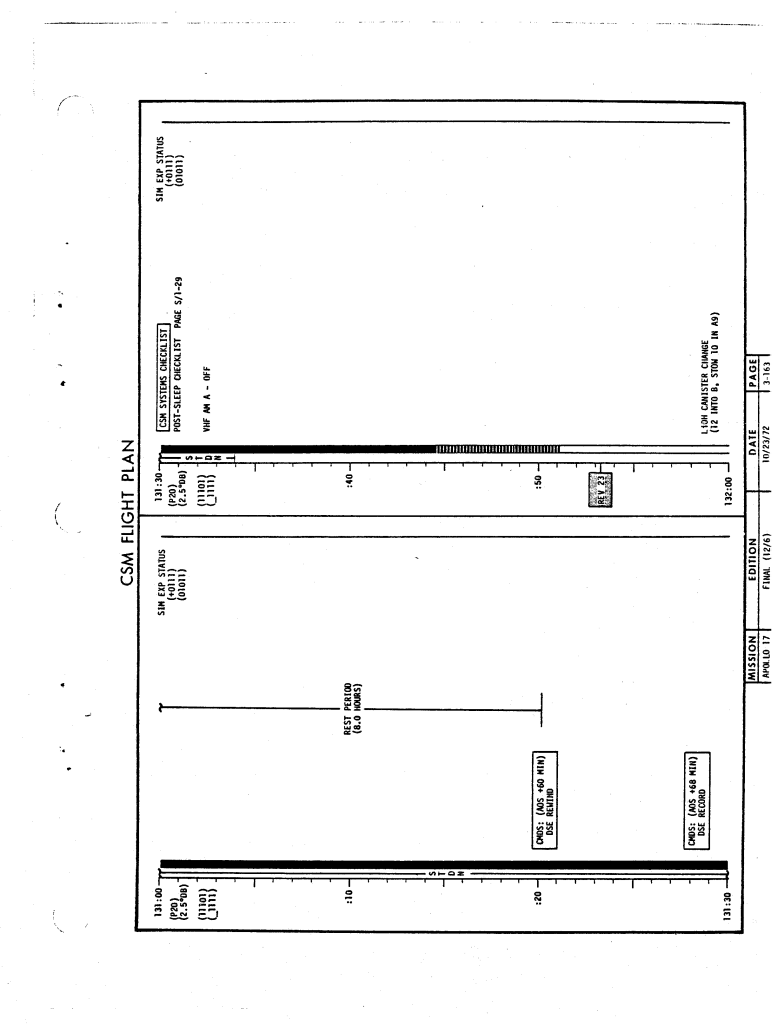 CSM FLIGHT PLAN
131:00
(P20)
(2.5°DB)
(11101)
(_1111)
:10
:20
131:30
S T D N
SIM EXP STATUS
(+0111)
(01011)
REST PERIOD
(8.0 HOURS)
CMDS: (AOS +60 MIN)
DSE REWIND
CMDS: (AOS +68 MIN)
DSE RECORD
131:30
(P20)
(2.5°DB)
(11101)
(_1111)
:40
:50
REV 23
132:00
S T D N
CSM SYSTEMS CHECKLIST
POST-SLEEP CHECKLIST PAGE S/1-29
VHF AM A - OFF
SIM EXP STATUS
(+0111)
(01011)
LiOH CANISTER CHANGE
(12 INTO B, STOW 10 IN A9)
MISSION EDITION DATE PAGE
APOLLO 17 FINAL (12/6) 10/23/72 3-163